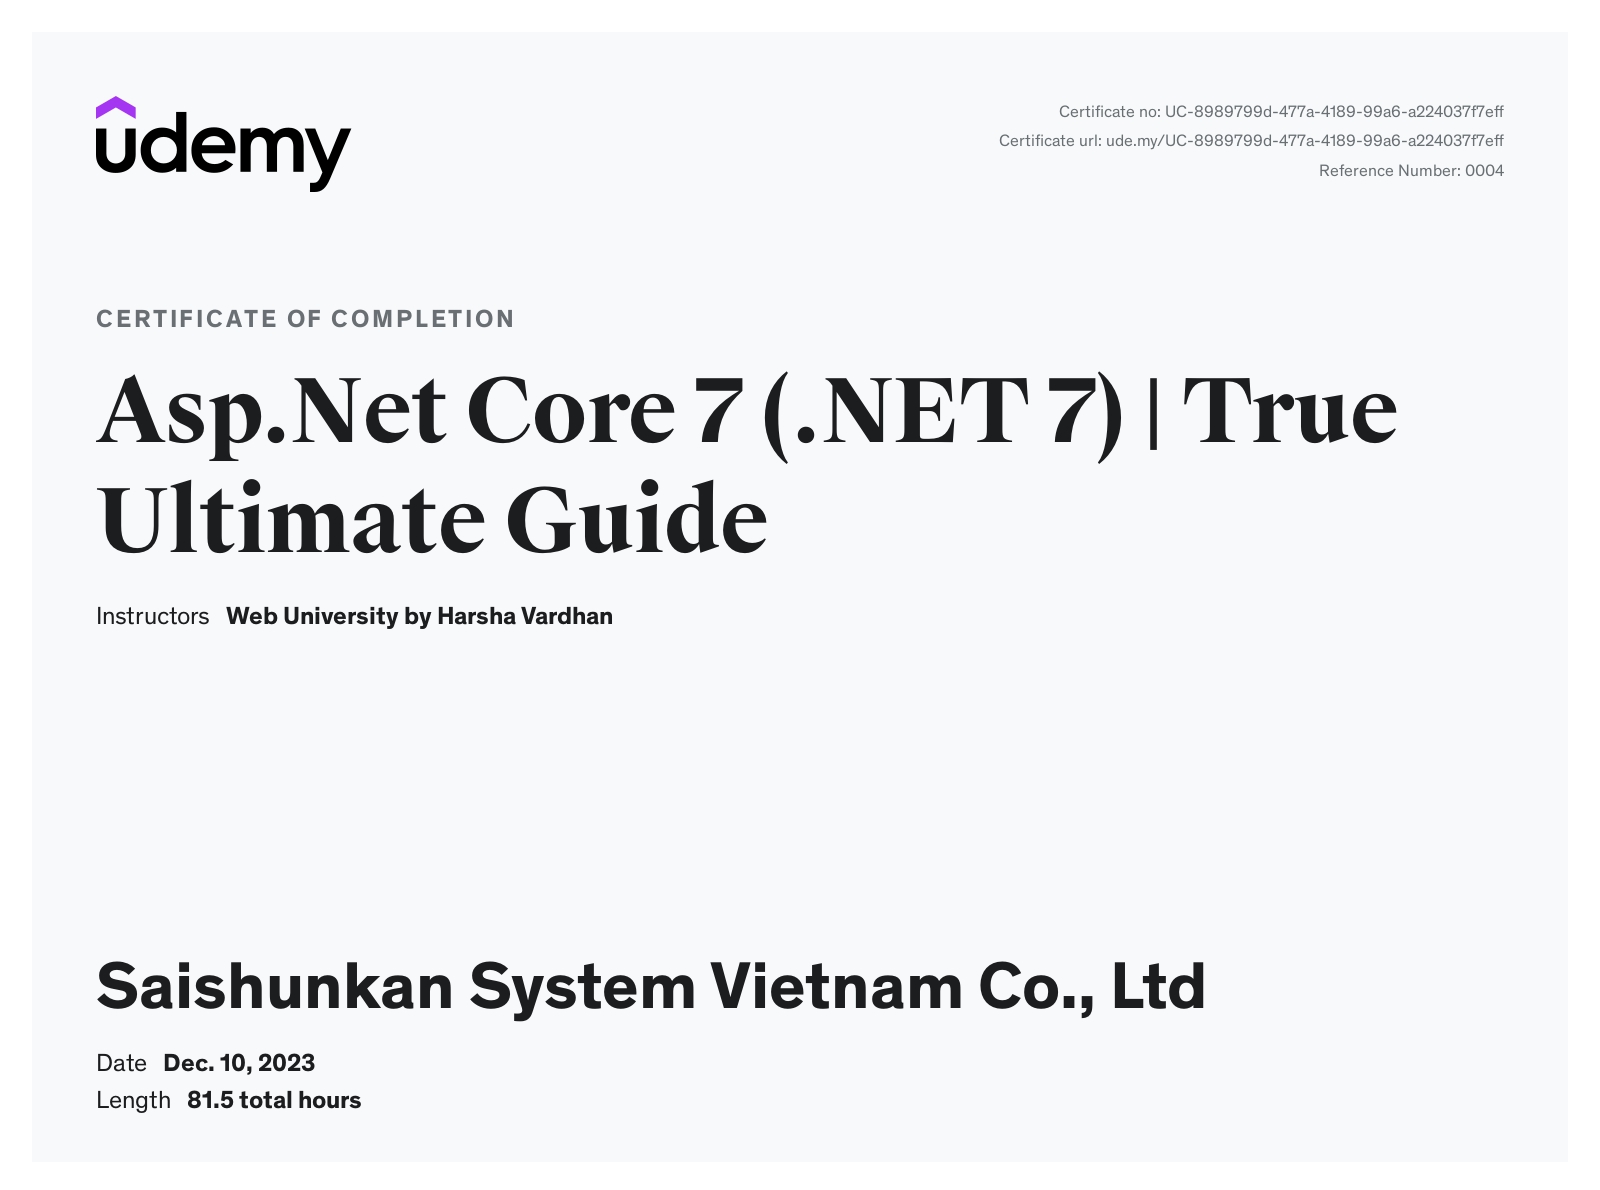 udemy
Certificate no: UC-8989799d-477a-4189-99a6-a224037f7eff
Certificate url: ude.my/UC-8989799d-477a-4189-99a6-a224037f7eff
Reference Number: 0004
CERTIFICATE OF COMPLETION
Asp.Net Core 7 (.NET 7) | True
Ultimate Guide
Instructors Web University by Harsha Vardhan
Saishunkan System Vietnam Co., Ltd
Date Dec. 10, 2023
Length 81.5 total hours